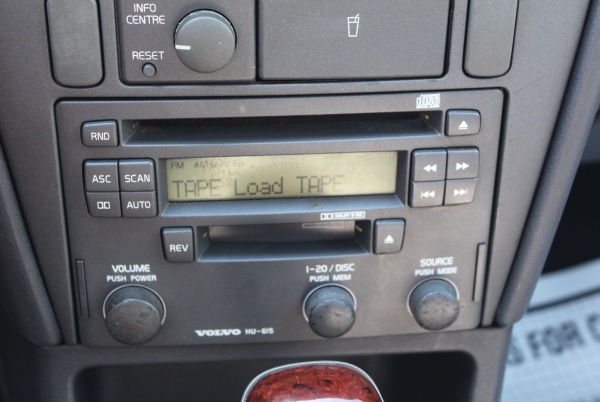 INFO
CENTRE
RESET
RND
ASC SCAN
AUTO
FM AM
TAPE Load TAPE
REV
VOLUME
PUSH POWER
1-20 / DISC
PUSH MEM
SOURCE
PUSH MODE
VOLVO HU-615